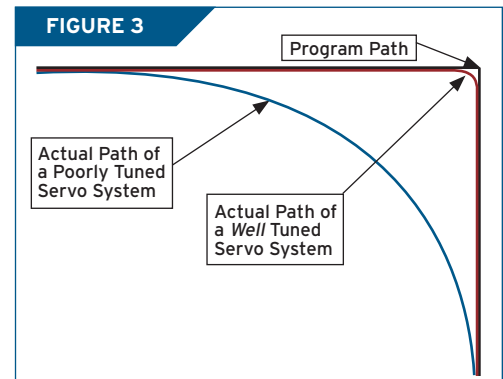 FIGURE 3
Program Path
Actual Path of
a Poorly Tuned
Servo System
Actual Path of
a Well Tuned
Servo System